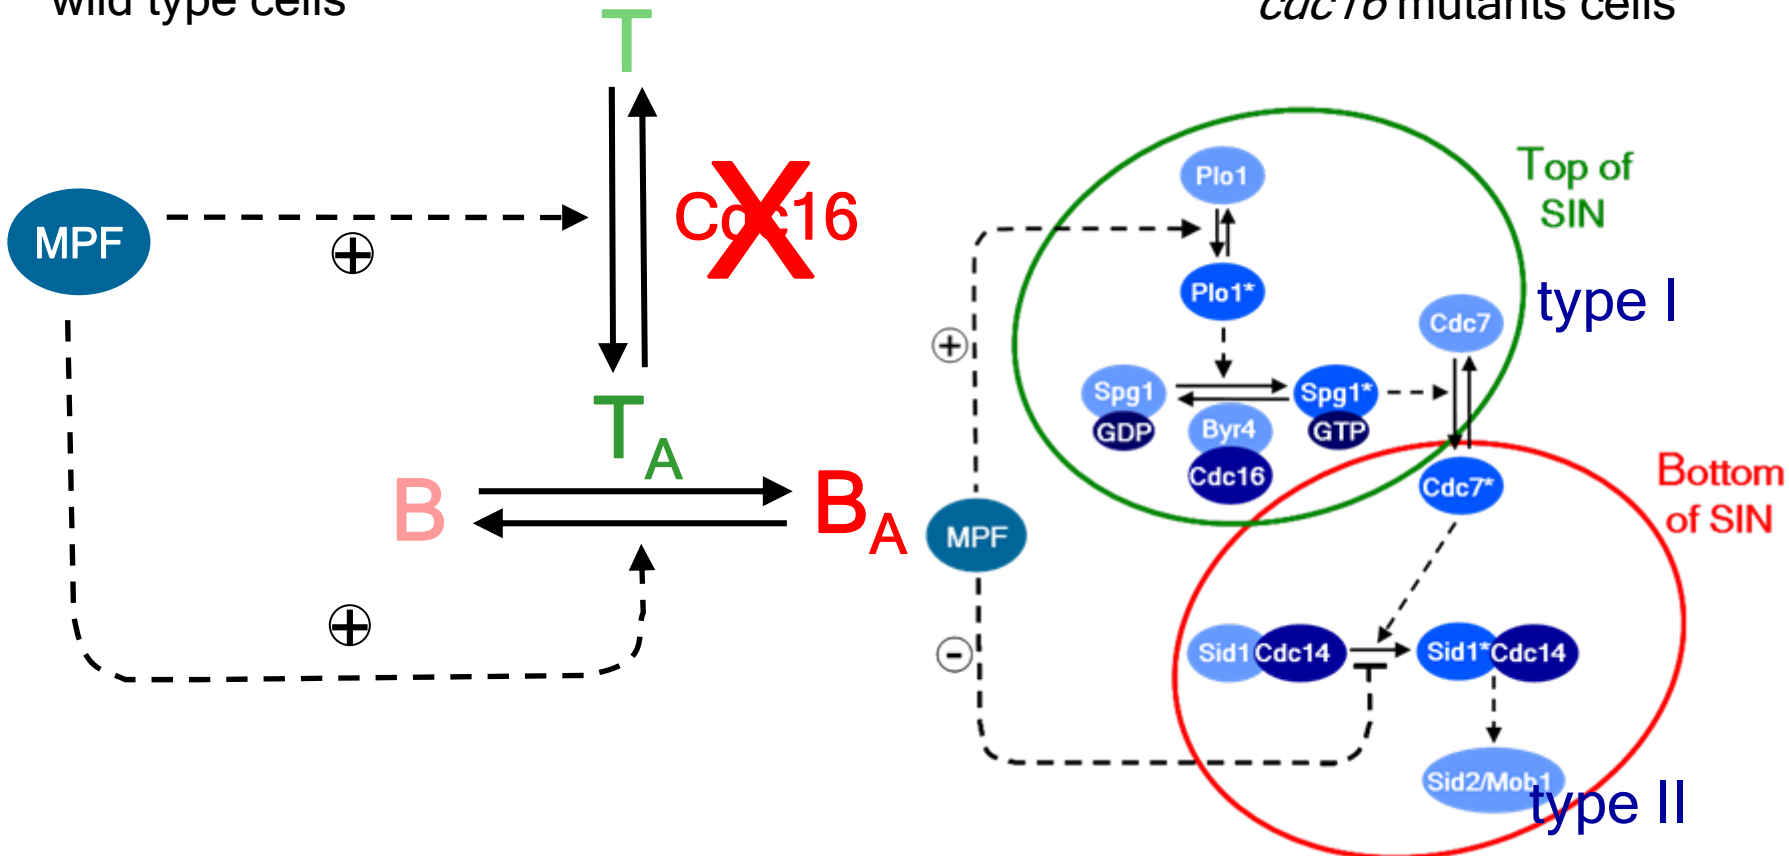 wild type cells
cdc16 mutants cells
T
MPF
+
Cdc16
X
TA
B
BA
+
Top of
SIN
type I
Plo1
Plo1*
Cdc7
Spg1
GDP
Byr4
Cdc16
Spg1*
GTP
Cdc7*
Bottom
of SIN
+
MPF
-
Sid1
Cdc14
Sid1*
Cdc14
Sid2/Mob1
type II